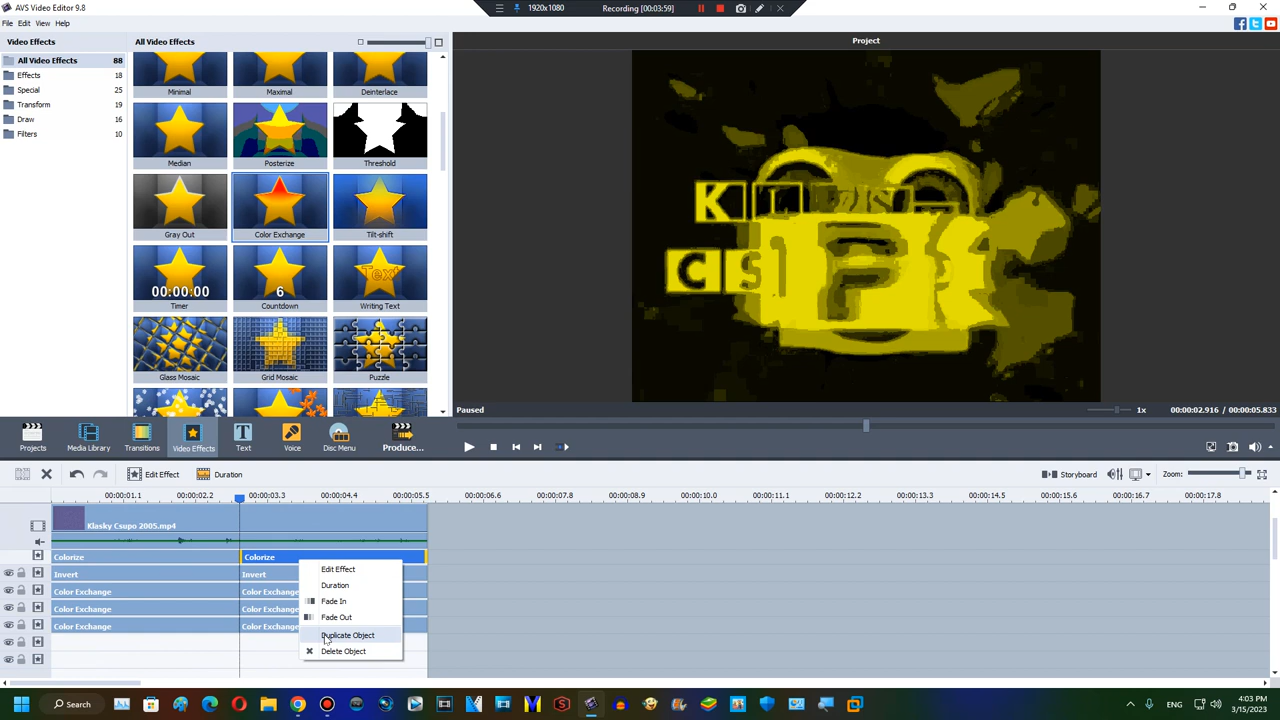 AVS Video Editor 9.8
1920x1080
Recording [00:03:59]
File Edit View Help
Video Effects
All Video Effects
Project
All Video Effects 88
Effects 18
Special 25
Transform 19
Draw 16
Filters 10
Minimal
Maximal
Deinterlace
Median
Posterize
Threshold
Gray Out
Color Exchange
Tilt-shift
00:00:00
6
Text
Timer
Countdown
Writing Text
Glass Mosaic
Grid Mosaic
Puzzle
K L
C S P
Paused
1x
00:00:02.916 / 00:00:05.833
Projects
Media Library
Transitions
Video Effects
Text
Voice
Disc Menu
Produce...
Edit Effect
Duration
Storyboard
Zoom:
00:00:01.1 00:00:02.2 00:00:03.3 00:00:04.4 00:00:05.5 00:00:06.6 00:00:07.8 00:00:08.9 00:00:10.0 00:00:11.1 00:00:12.2 00:00:13.3 00:00:14.5 00:00:15.6 00:00:16.7 00:00:17.8
Klasky Csupo 2005.mp4
Colorize Colorize
Invert Invert
Color Exchange Color Exchange
Color Exchange Color Exchange
Color Exchange Color Exchange
Edit Effect
Duration
Fade In
Fade Out
Duplicate Object
Delete Object
Search
ENG
4:03 PM
3/15/2023